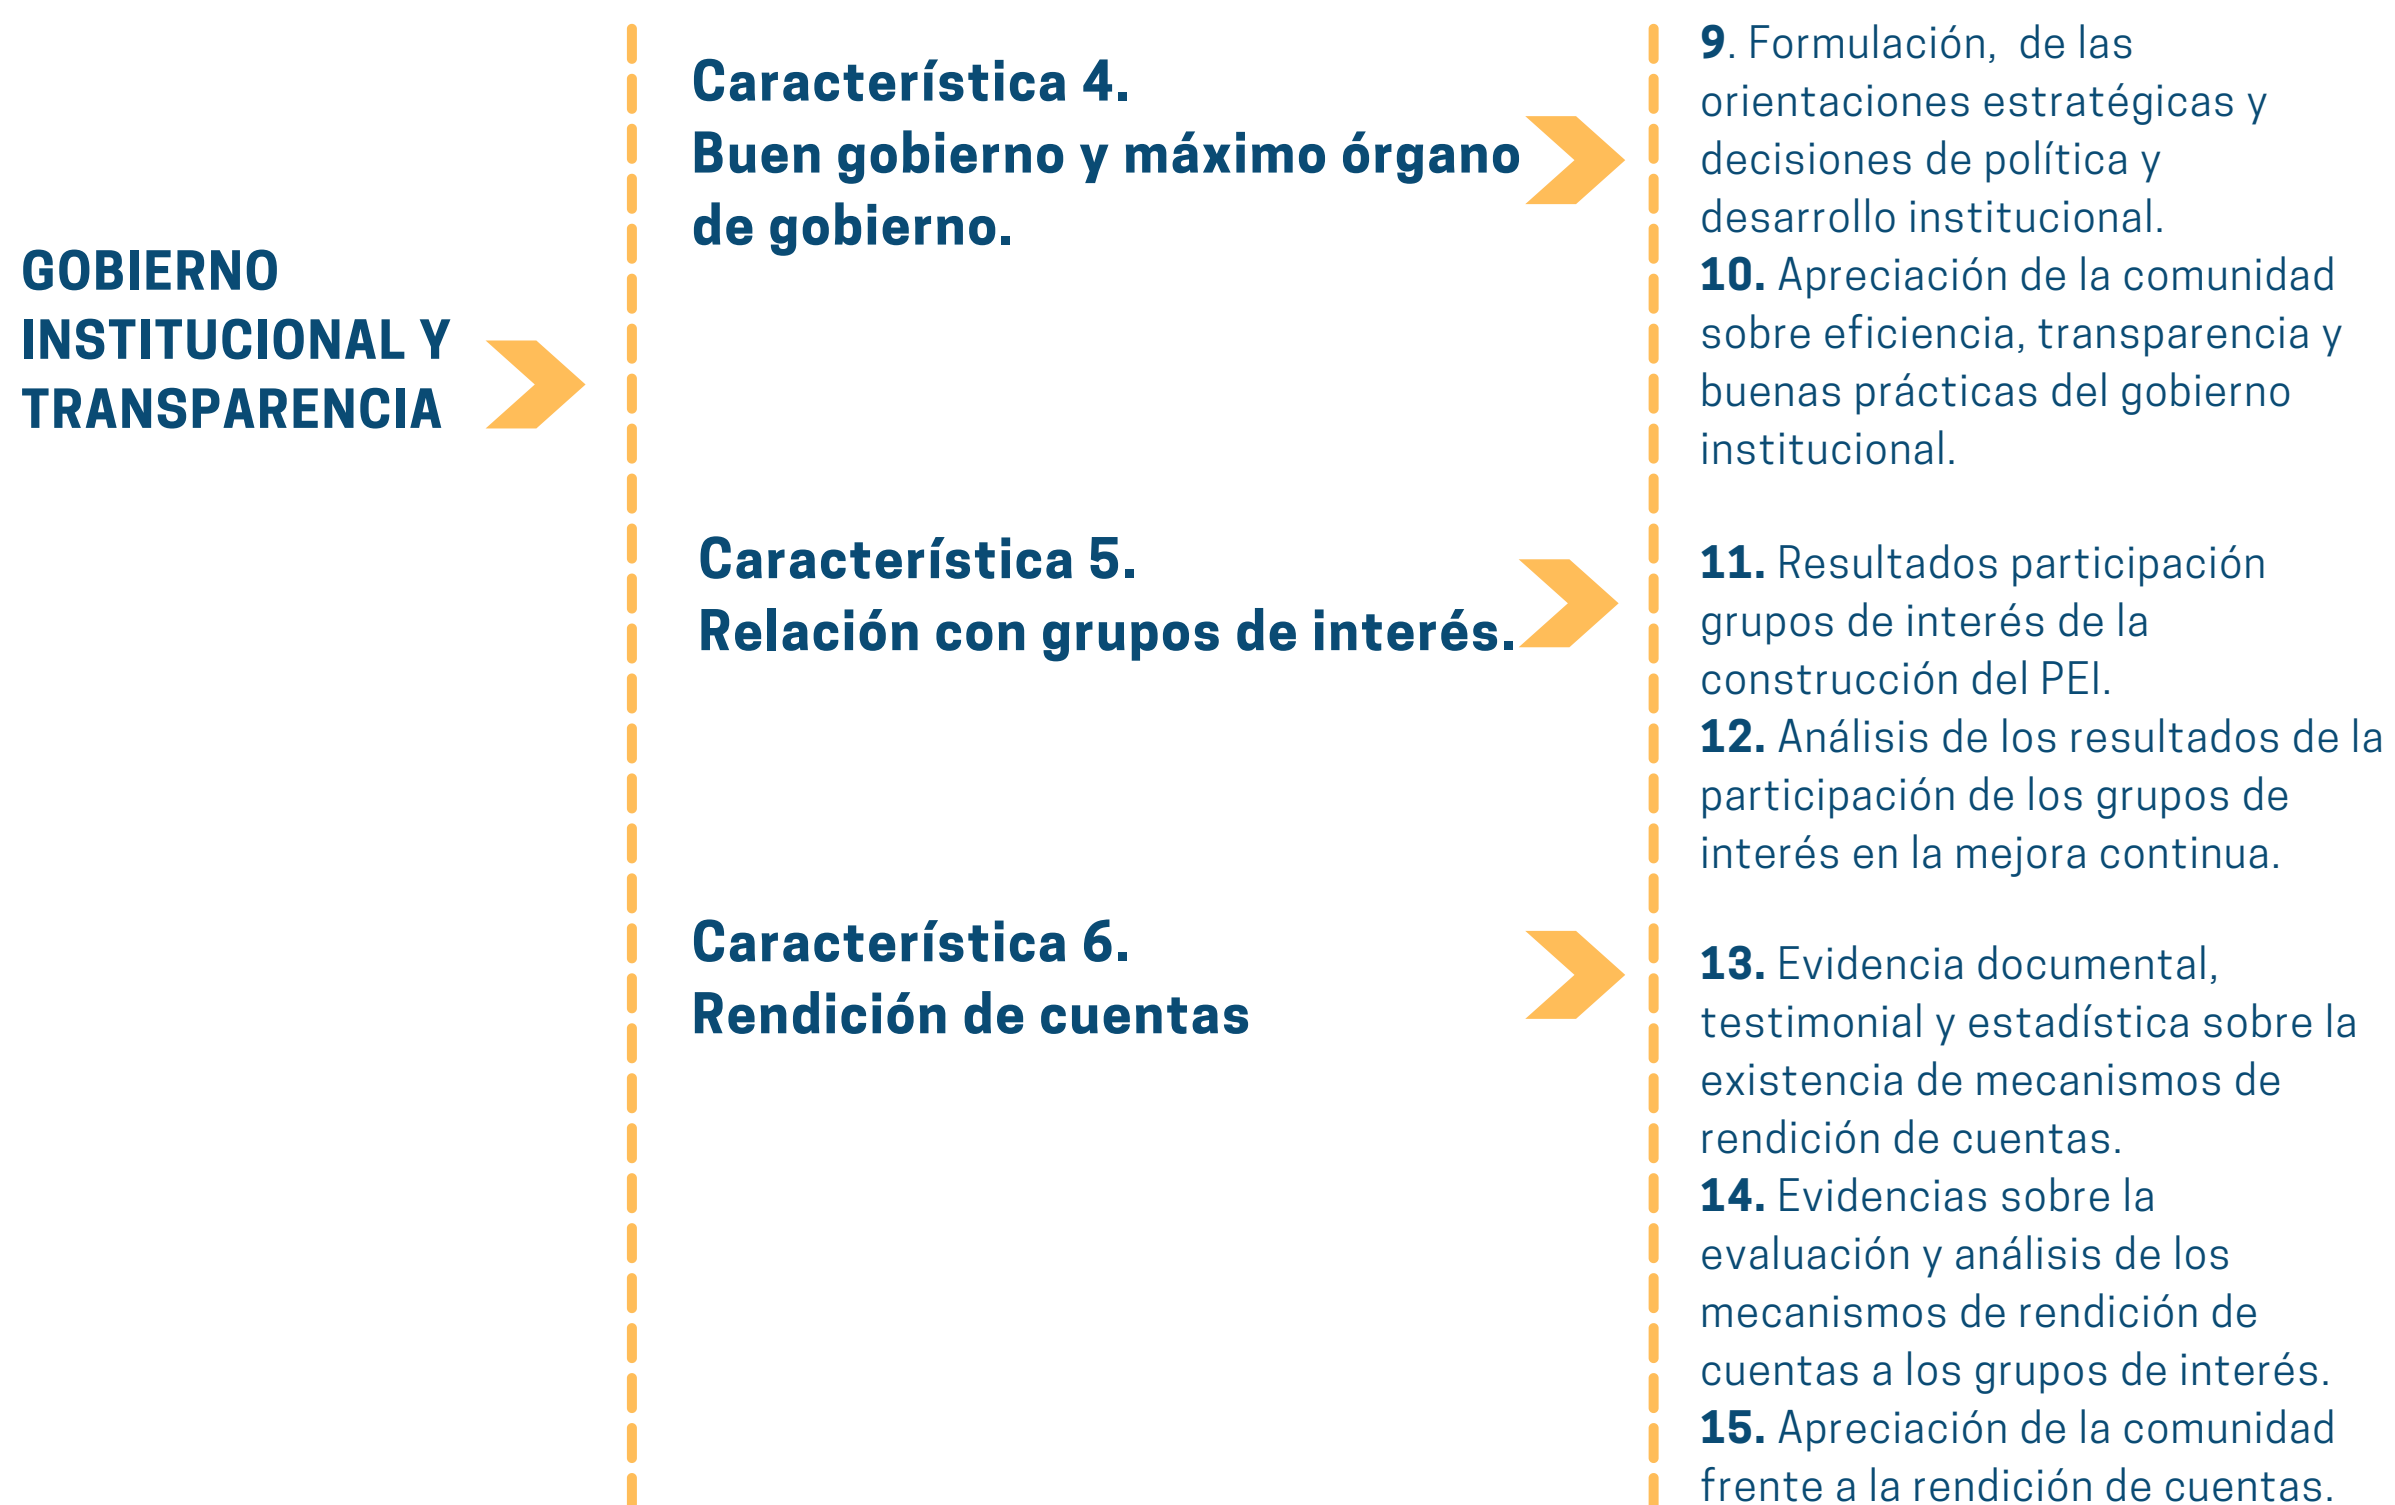 GOBIERNO
INSTITUCIONAL Y
TRANSPARENCIA
Característica 4.
Buen gobierno y máximo órgano
de gobierno.
9. Formulación,  de las
orientaciones estratégicas y
decisiones de política y
desarrollo institucional.
10. Apreciación de la comunidad
sobre eficiencia, transparencia y
buenas prácticas del gobierno
institucional.
Característica 5.
Relación con grupos de interés.
11. Resultados participación
grupos de interés de la
construcción del PEI.
12. Análisis de los resultados de la
participación de los grupos de
interés en la mejora continua.
Característica 6.
Rendición de cuentas
13. Evidencia documental,
testimonial y estadística sobre la
existencia de mecanismos de
rendición de cuentas.
14. Evidencias sobre la
evaluación y análisis de los
mecanismos de rendición de
cuentas a los grupos de interés.
15. Apreciación de la comunidad
frente a la rendición de cuentas.